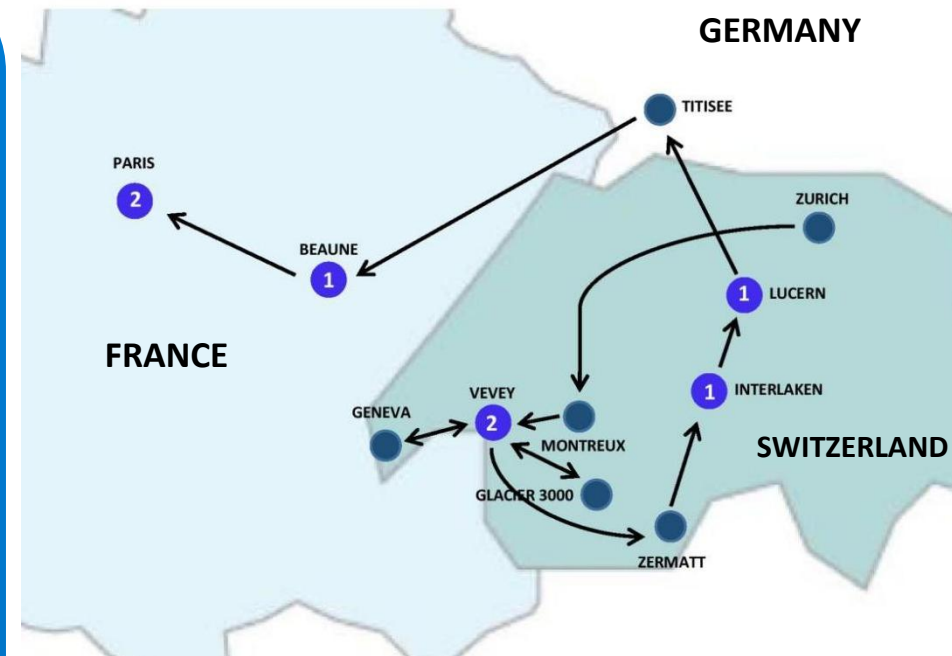 GERMANY
TITISEE
PARIS
2
ZURICH
BEAUNE
1
1
LUCERN
FRANCE
VEVEY
1
INTERLAKEN
GENEVA
2
MONTREUX
SWITZERLAND
GLACIER 3000
ZERMATT